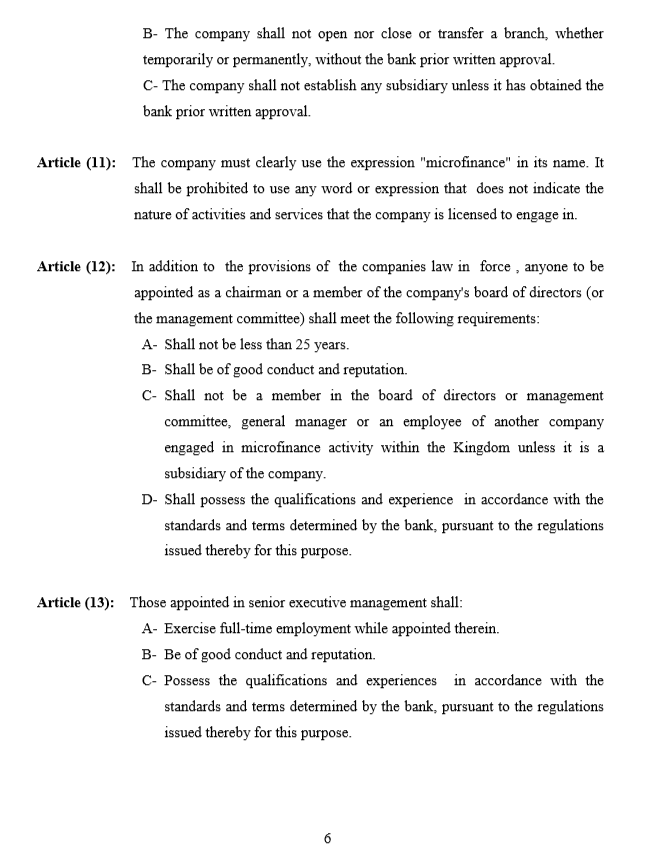 B- The company shall not open nor close or transfer a branch, whether
temporarily or permanently, without the bank prior written approval.
C- The company shall not establish any subsidiary unless it has obtained the
bank prior written approval.
Article (11): The company must clearly use the expression "microfinance" in its name. It
shall be prohibited to use any word or expression that does not indicate the
nature of activities and services that the company is licensed to engage in.
Article (12): In addition to the provisions of the companies law in force , anyone to be
appointed as a chairman or a member of the company's board of directors (or
the management committee) shall meet the following requirements:
A- Shall not be less than 25 years.
B- Shall be of good conduct and reputation.
C- Shall not be a member in the board of directors or management
committee, general manager or an employee of another company
engaged in microfinance activity within the Kingdom unless it is a
subsidiary of the company.
D- Shall possess the qualifications and experience in accordance with the
standards and terms determined by the bank, pursuant to the regulations
issued thereby for this purpose.
Article (13): Those appointed in senior executive management shall:
A- Exercise full-time employment while appointed therein.
B- Be of good conduct and reputation.
C- Possess the qualifications and experiences in accordance with the
standards and terms determined by the bank, pursuant to the regulations
issued thereby for this purpose.
6